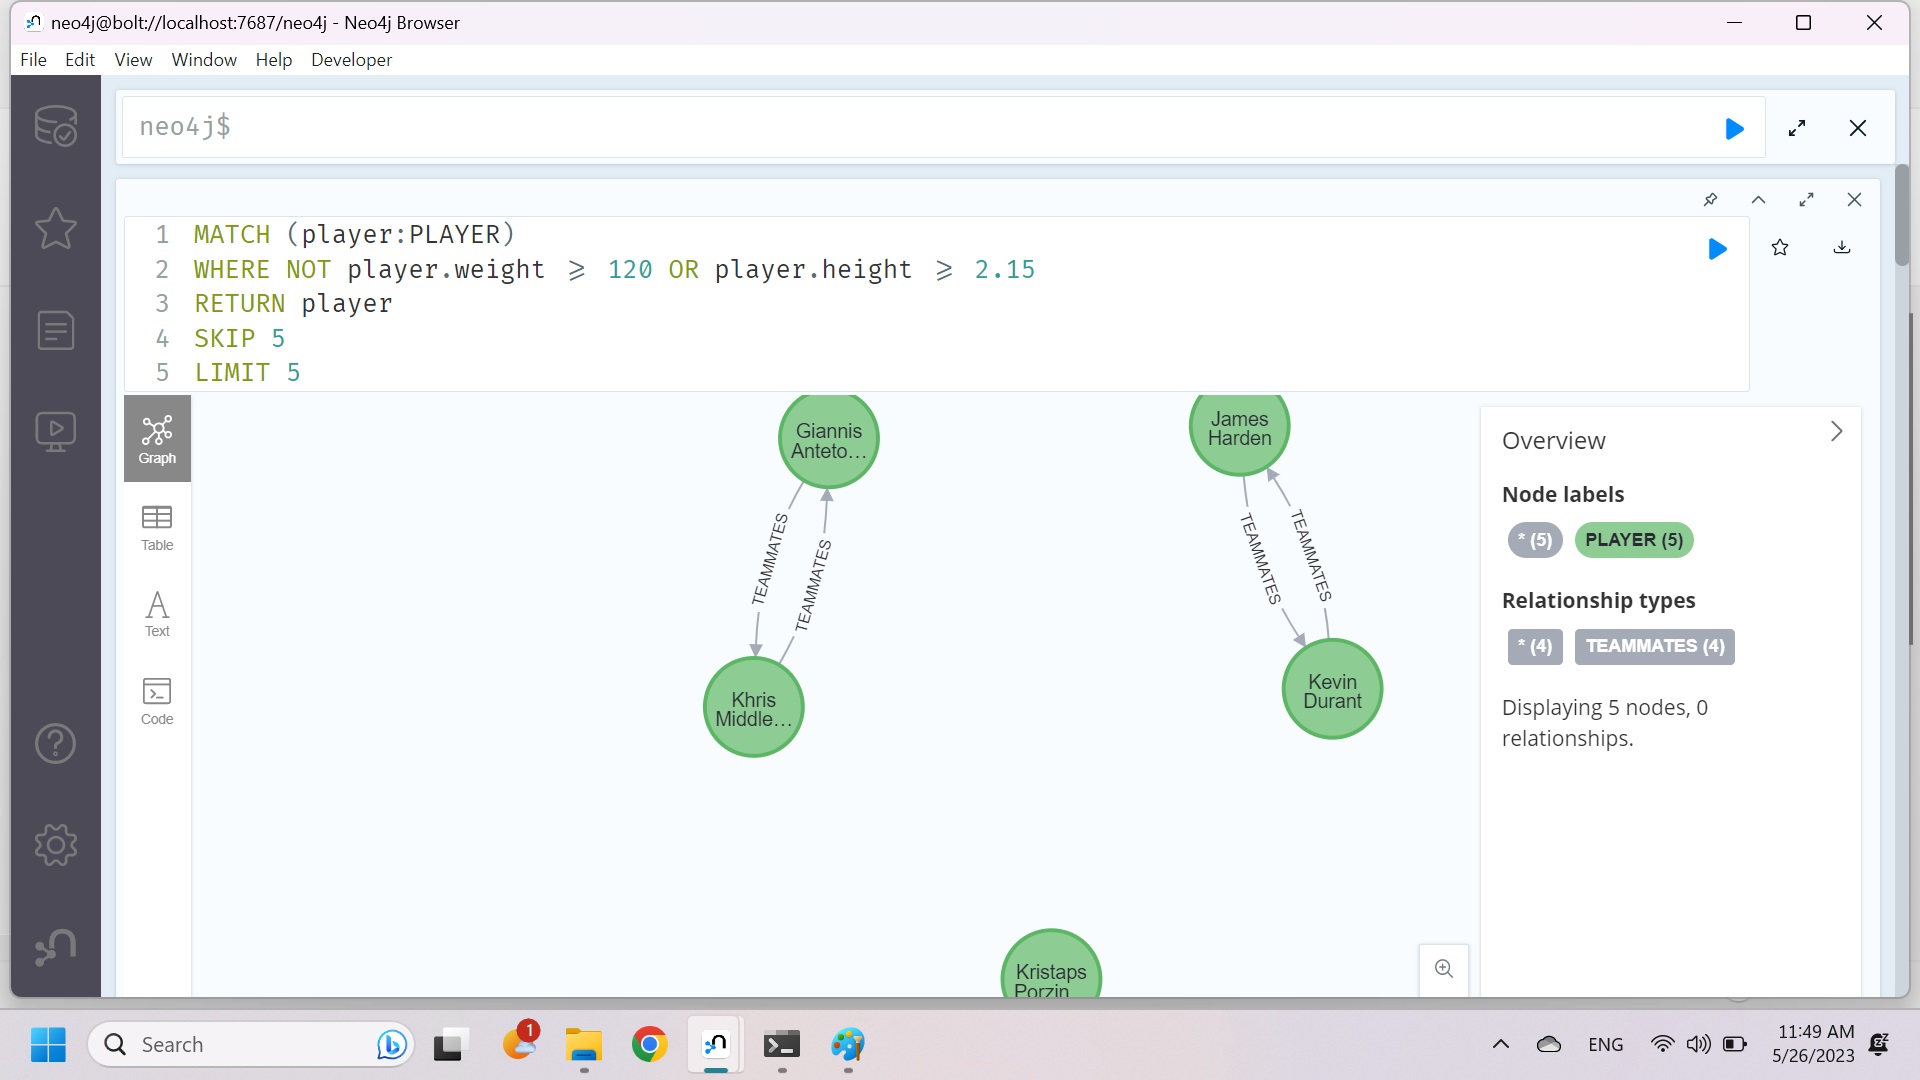 neo4j@bolt://localhost:7687/neo4j - Neo4j Browser
File Edit View Window Help Developer
neo4j$
1 MATCH (player:PLAYER)
2 WHERE NOT player.weight ⩾ 120 OR player.height ⩾ 2.15
3 RETURN player
4 SKIP 5
5 LIMIT 5
Graph
Table
Text
Code
Giannis
Anteto…
TEAMMATES
TEAMMATES
Khris
Middle…
James
Harden
TEAMMATES
TEAMMATES
Kevin
Durant
Kristaps
Porzin
Overview
Node labels
* (5) PLAYER (5)
Relationship types
* (4) TEAMMATES (4)
Displaying 5 nodes, 0
relationships.
Search
1
ENG
11:49 AM
5/26/2023